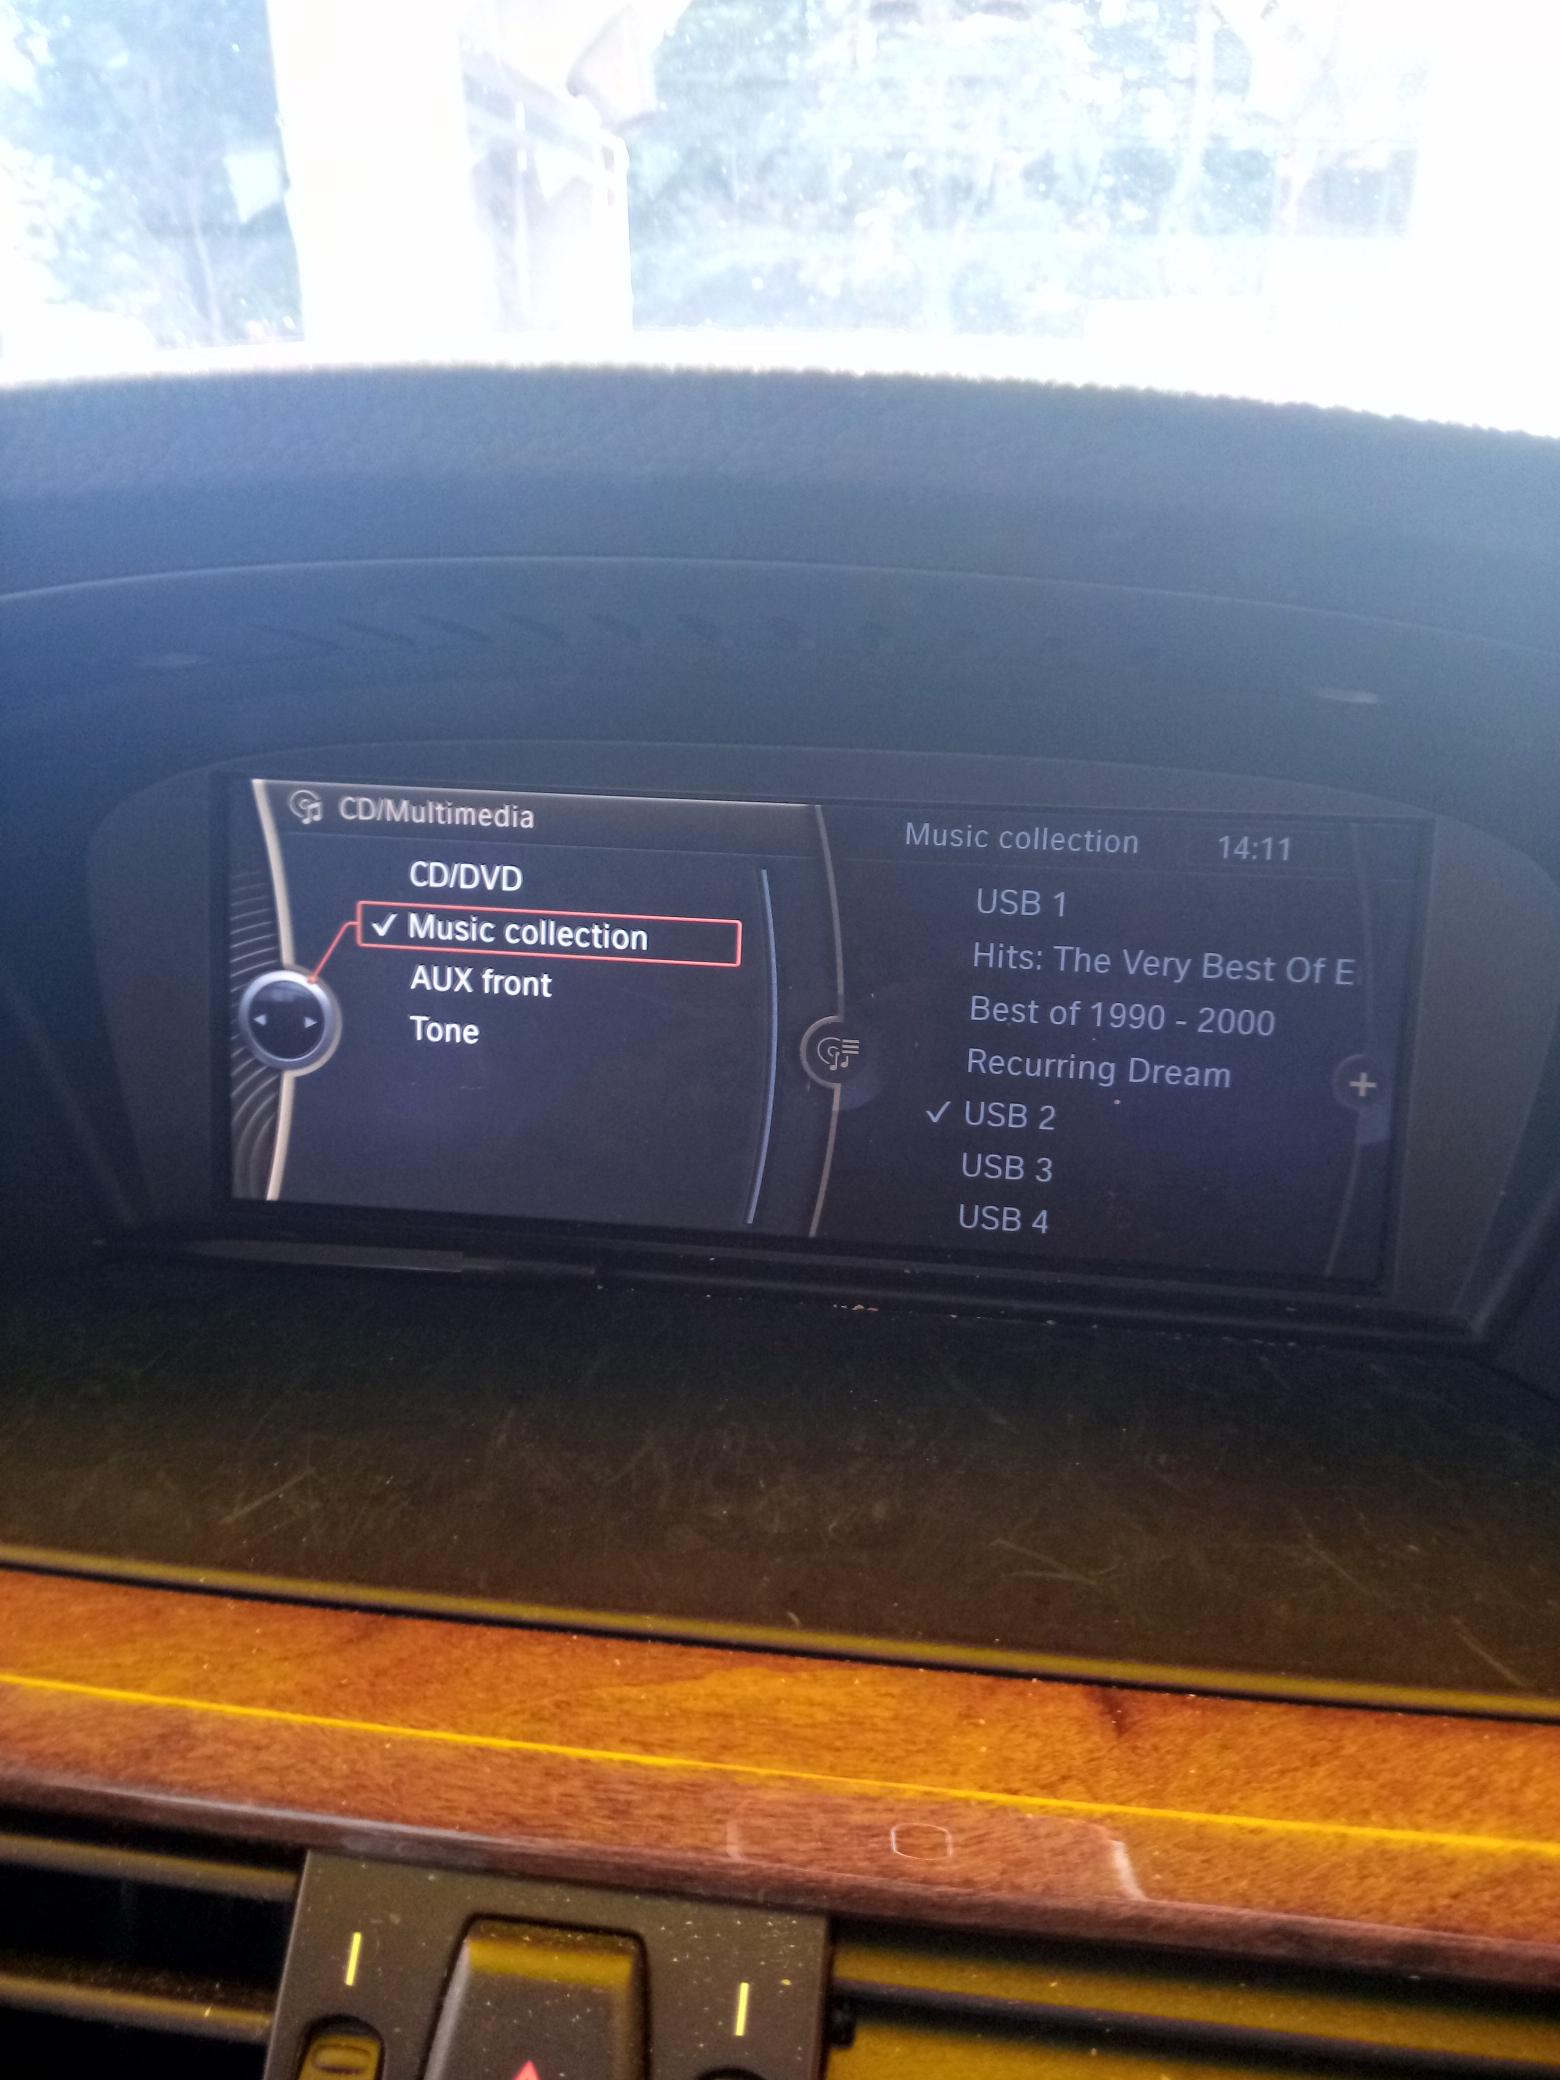 CD/Multimedia
CD/DVD
✓ Music collection
AUX front
Tone
Music collection 14:11
USB 1
Hits: The Very Best Of E
Best of 1990 - 2000
Recurring Dream
✓ USB 2
USB 3
USB 4